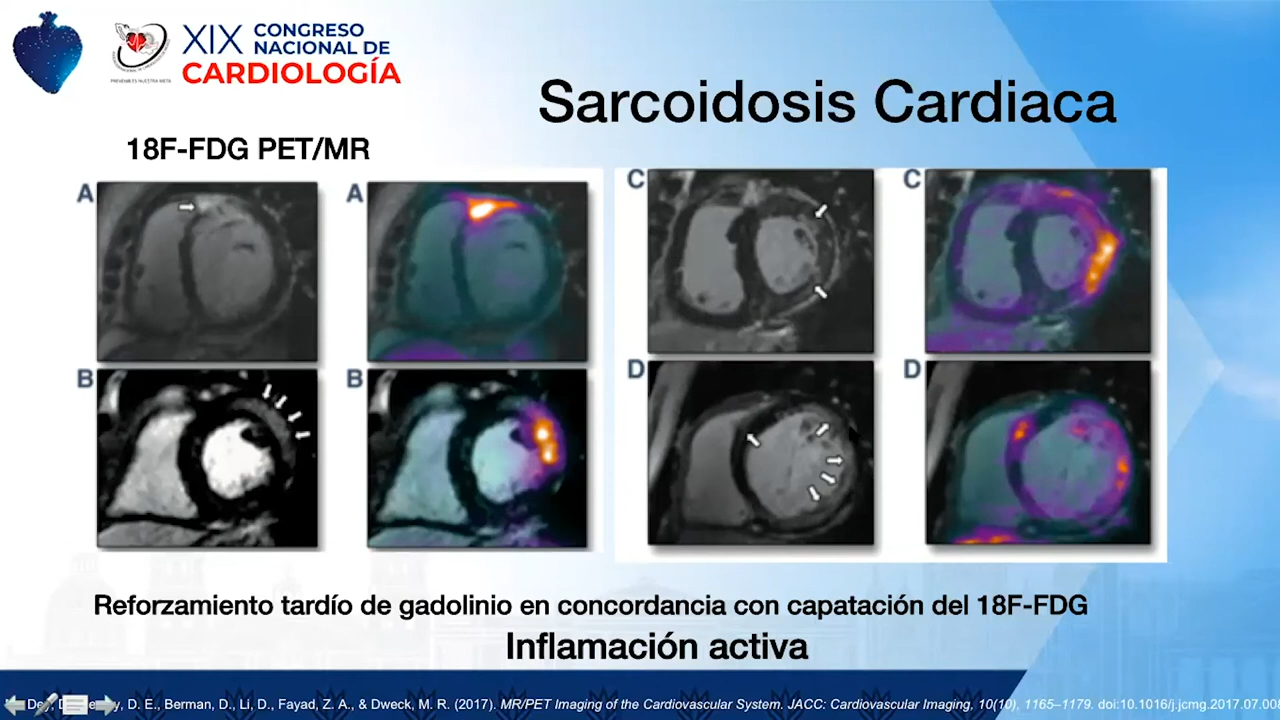 XIX CONGRESO
NACIONAL DE
CARDIOLOGÍA
Sarcoidosis Cardiaca
18F-FDG PET/MR
A
A
C
C
B
B
D
D
Reforzamiento tardío de gadolinio en concordancia con capatación del 18F-FDG
Inflamación activa
D. E., Berman, D., Li, D., Fayad, Z. A., & Dweck, M. R. (2017). MR/PET Imaging of the Cardiovascular System. JACC: Cardiovascular Imaging, 10(10), 1165–1179. doi:10.1016/j.jcmg.2017.07.00